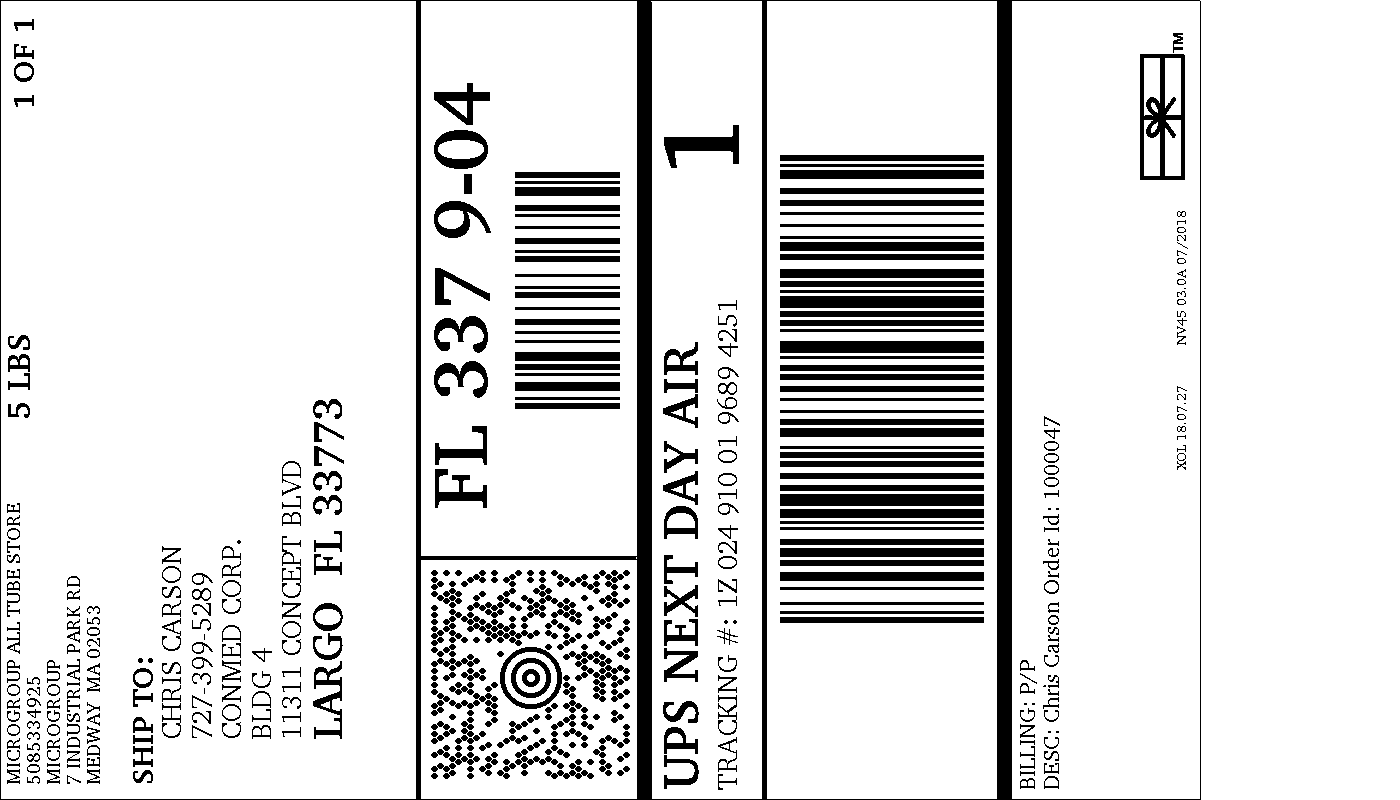 MICROGROUP ALL TUBE STORE
5085334925
MICROGROUP
7 INDUSTRIAL PARK RD
MEDWAY  MA 02053
5 LBS
1 OF 1
SHIP TO:
CHRIS CARSON
727-399-5289
CONMED CORP.
BLDG 4
11311 CONCEPT BLVD
LARGO  FL 33773
FL 337 9-04
UPS NEXT DAY AIR
1
TRACKING #: 1Z 024 910 01 9689 4251
BILLING: P/P
DESC: Chris Carson Order Id: 1000047
XOL 18.07.27
NV45 03.0A 07/2018
TM